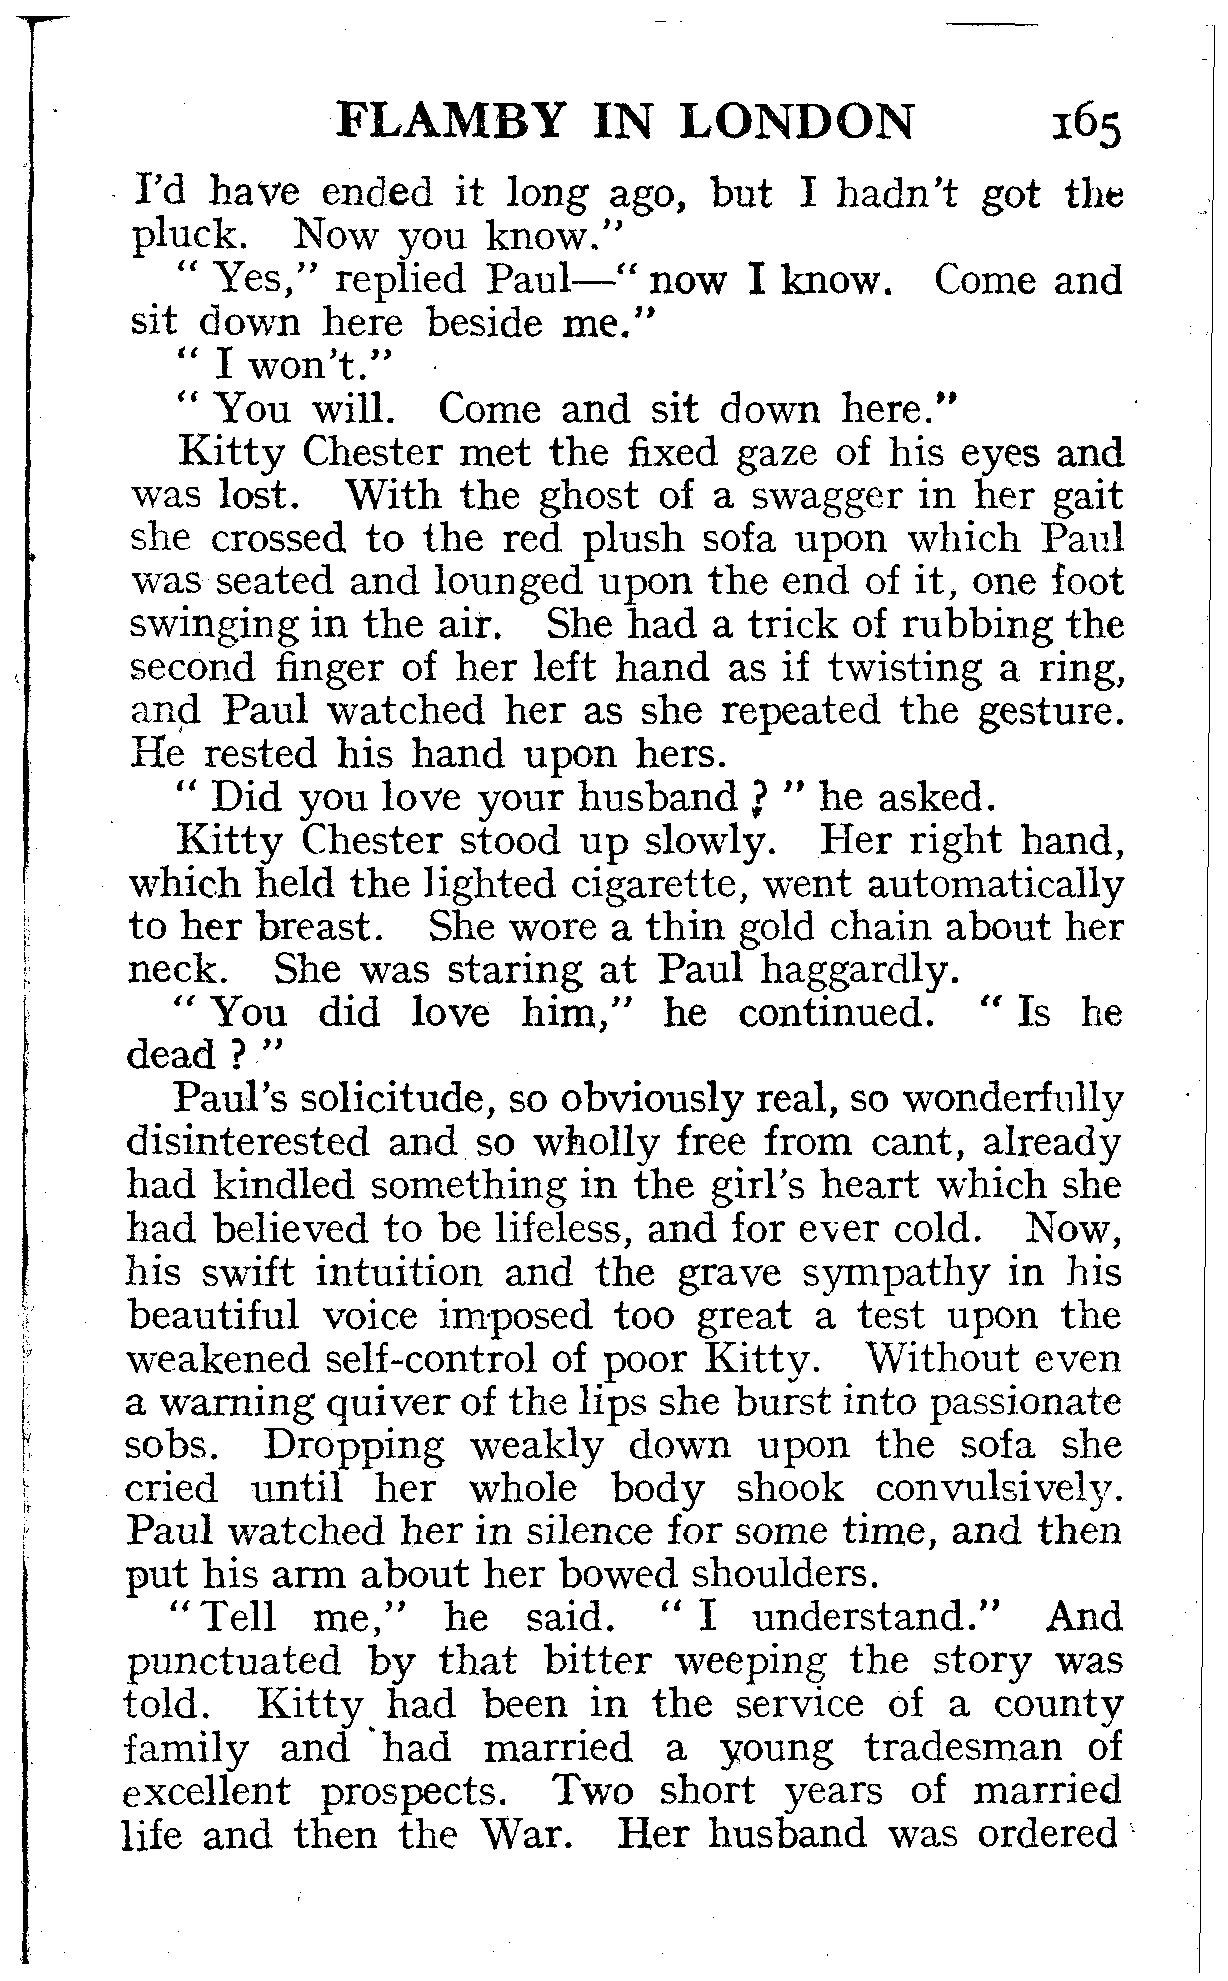 FLAMBY IN LONDON 165
I'd have ended it long ago, but I hadn't got the
pluck. Now you know."
" Yes," replied Paul—" now I know. Come and
sit down here beside me."
" I won't."
" You will. Come and sit down here."
Kitty Chester met the fixed gaze of his eyes and
was lost. With the ghost of a swagger in her gait
she crossed to the red plush sofa upon which Paul
was seated and lounged upon the end of it, one foot
swinging in the air. She had a trick of rubbing the
second finger of her left hand as if twisting a ring,
and Paul watched her as she repeated the gesture.
He rested his hand upon hers.
" Did you love your husband ? " he asked.
Kitty Chester stood up slowly. Her right hand,
which held the lighted cigarette, went automatically
to her breast. She wore a thin gold chain about her
neck. She was staring at Paul haggardly.
" You did love him," he continued. " Is he
dead ? "
Paul's solicitude, so obviously real, so wonderfully
disinterested and so wholly free from cant, already
had kindled something in the girl's heart which she
had believed to be lifeless, and for ever cold. Now,
his swift intuition and the grave sympathy in his
beautiful voice imposed too great a test upon the
weakened self-control of poor Kitty. Without even
a warning quiver of the lips she burst into passionate
sobs. Dropping weakly down upon the sofa she
cried until her whole body shook convulsively.
Paul watched her in silence for some time, and then
put his arm about her bowed shoulders.
" Tell me," he said. " I understand." And
punctuated by that bitter weeping the story was
told. Kitty had been in the service of a county
family and had married a young tradesman of
excellent prospects. Two short years of married
life and then the War. Her husband was ordered